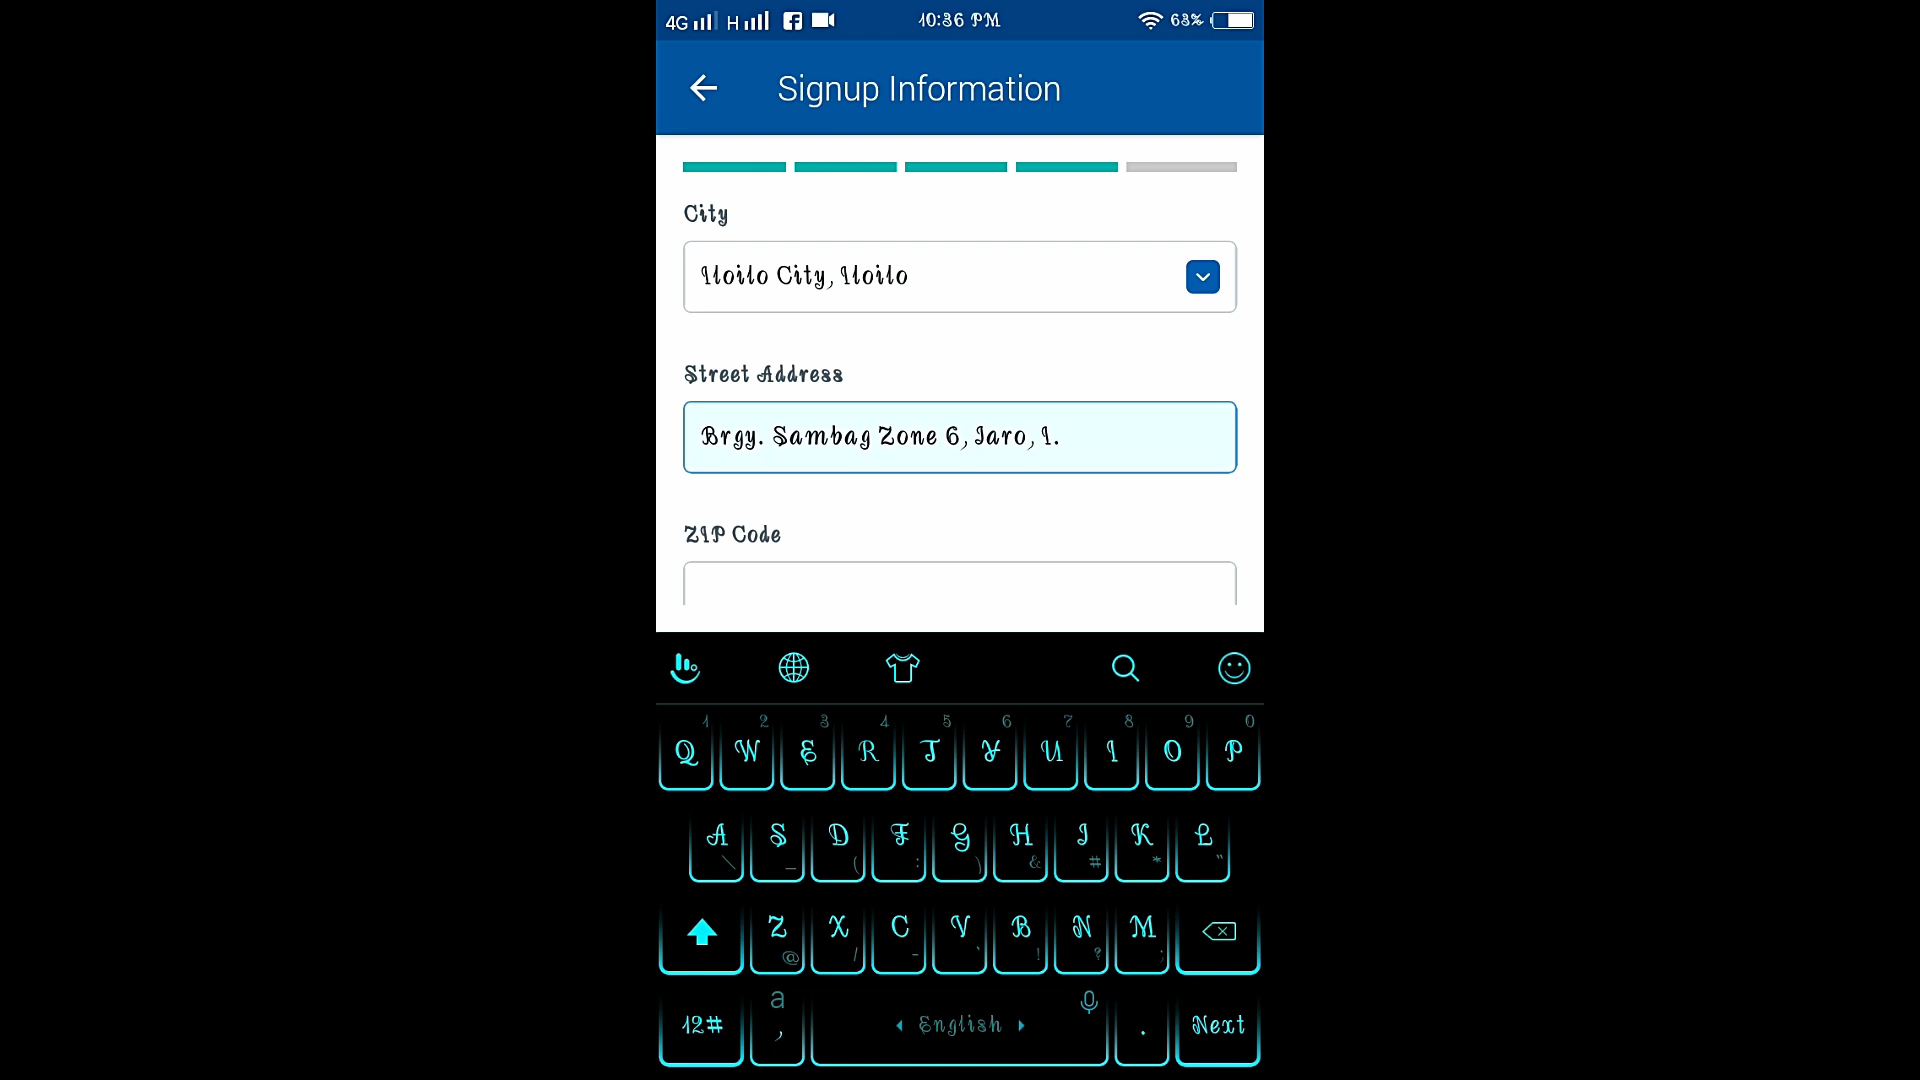 4G H 10:36 PM 63%
Signup Information
City
Iloilo City, Iloilo
Street Address
Brgy. Sambag Zone 6, Jaro, I.
ZIP Code
1 2 3 4 5 6 7 8 9 0
Q W E R T Y U I O P
A S D F G H J K L
\ _ ( : ) & # * "
Z X C V B N M
@ / - ' ! ? ;
a
12# , English . Next